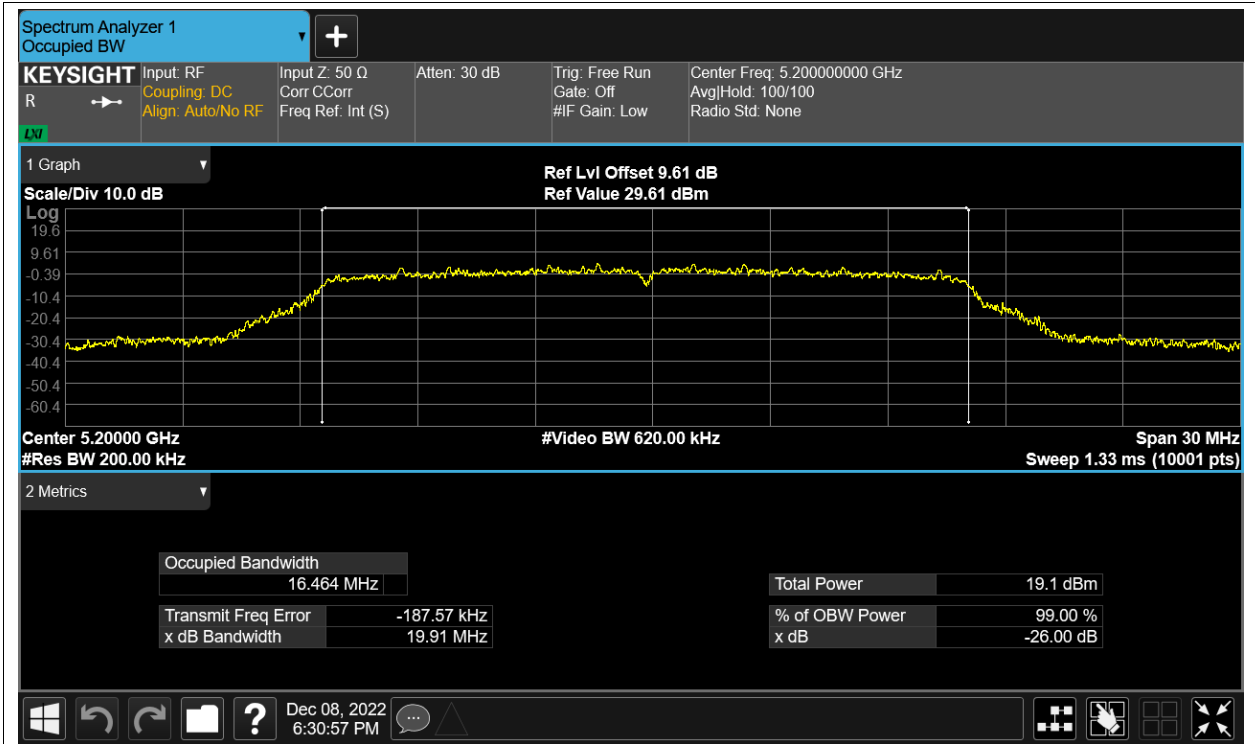 Spectrum Analyzer 1
Occupied BW
KEYSIGHT
R
LXI
Input: RF
Coupling: DC
Align: Auto/No RF
Input Z: 50 Ω
Corr CCorr
Freq Ref: Int (S)
Atten: 30 dB
Trig: Free Run
Gate: Off
#IF Gain: Low
Center Freq: 5.200000000 GHz
Avg|Hold: 100/100
Radio Std: None
1 Graph
Scale/Div 10.0 dB
Ref Lvl Offset 9.61 dB
Ref Value 29.61 dBm
Log
19.6
9.61
-0.39
-10.4
-20.4
-30.4
-40.4
-50.4
-60.4
Center 5.20000 GHz
#Video BW 620.00 kHz
Span 30 MHz
#Res BW 200.00 kHz
Sweep 1.33 ms (10001 pts)
2 Metrics
Occupied Bandwidth
16.464 MHz
Transmit Freq Error -187.57 kHz
x dB Bandwidth 19.91 MHz
Total Power 19.1 dBm
% of OBW Power 99.00 %
x dB -26.00 dB
?
Dec 08, 2022
6:30:57 PM